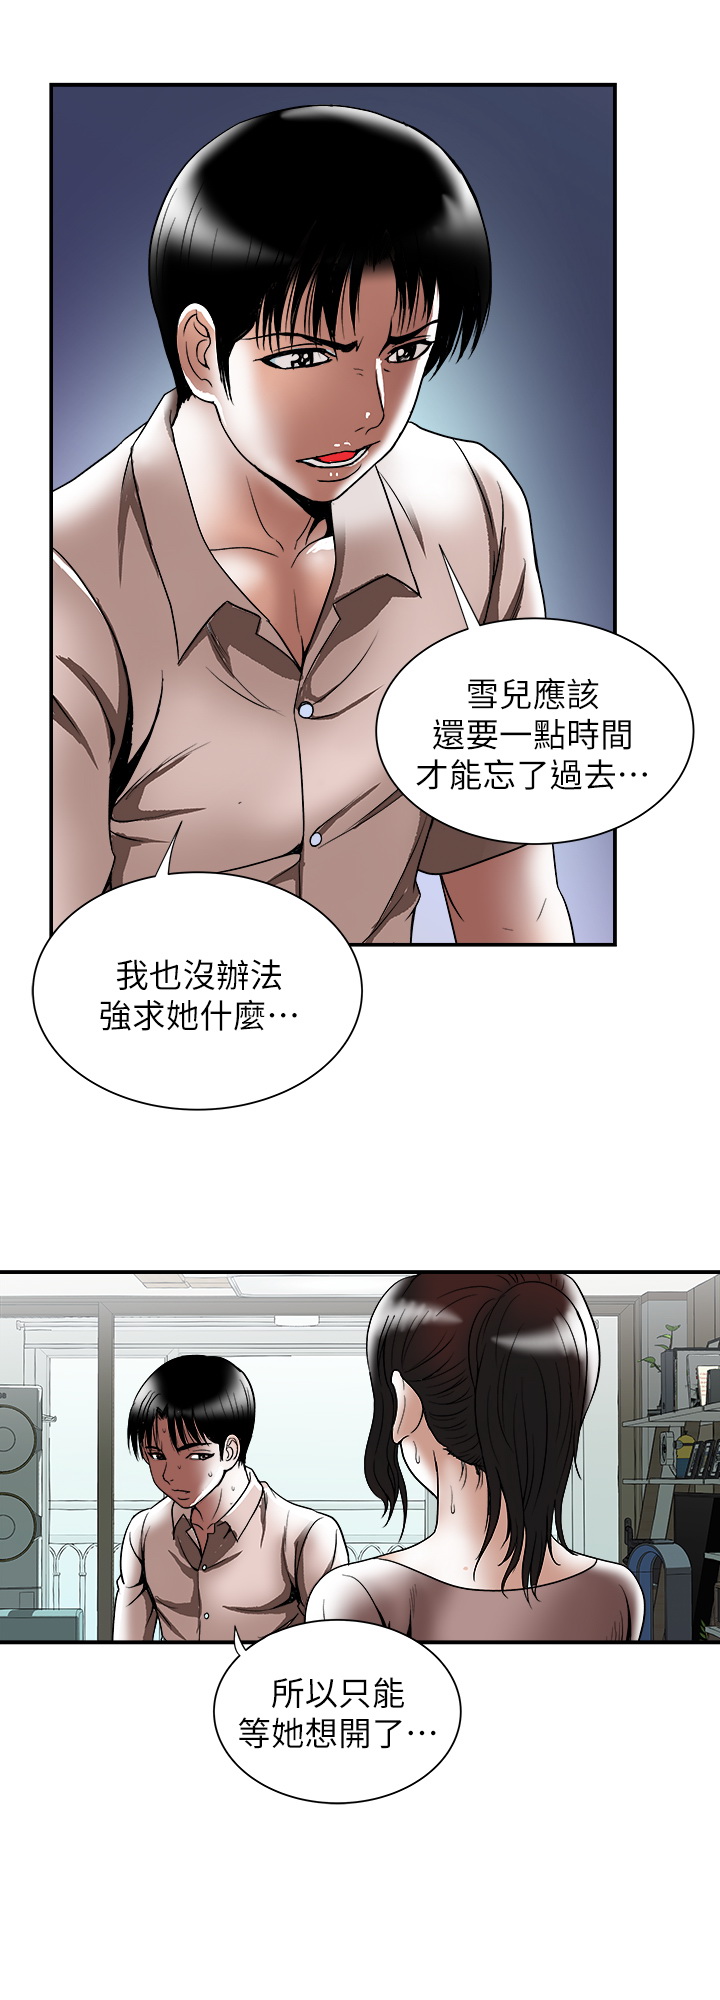 雪兒應該
還要一點時間
才能忘了過去…
我也沒辦法
強求她什麼…
所以只能
等她想開了…